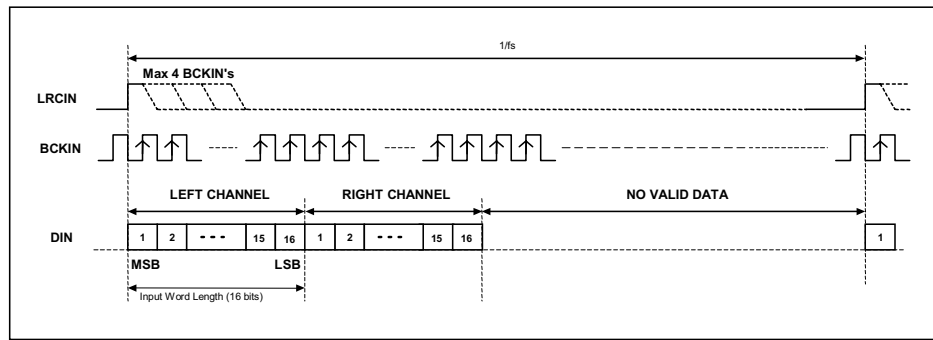 1/fs
Max 4 BCKIN's
LRCIN
BCKIN
LEFT CHANNEL RIGHT CHANNEL NO VALID DATA
DIN 1 2 --- 15 16 1 2 --- 15 16 1
MSB LSB
Input Word Length (16 bits)